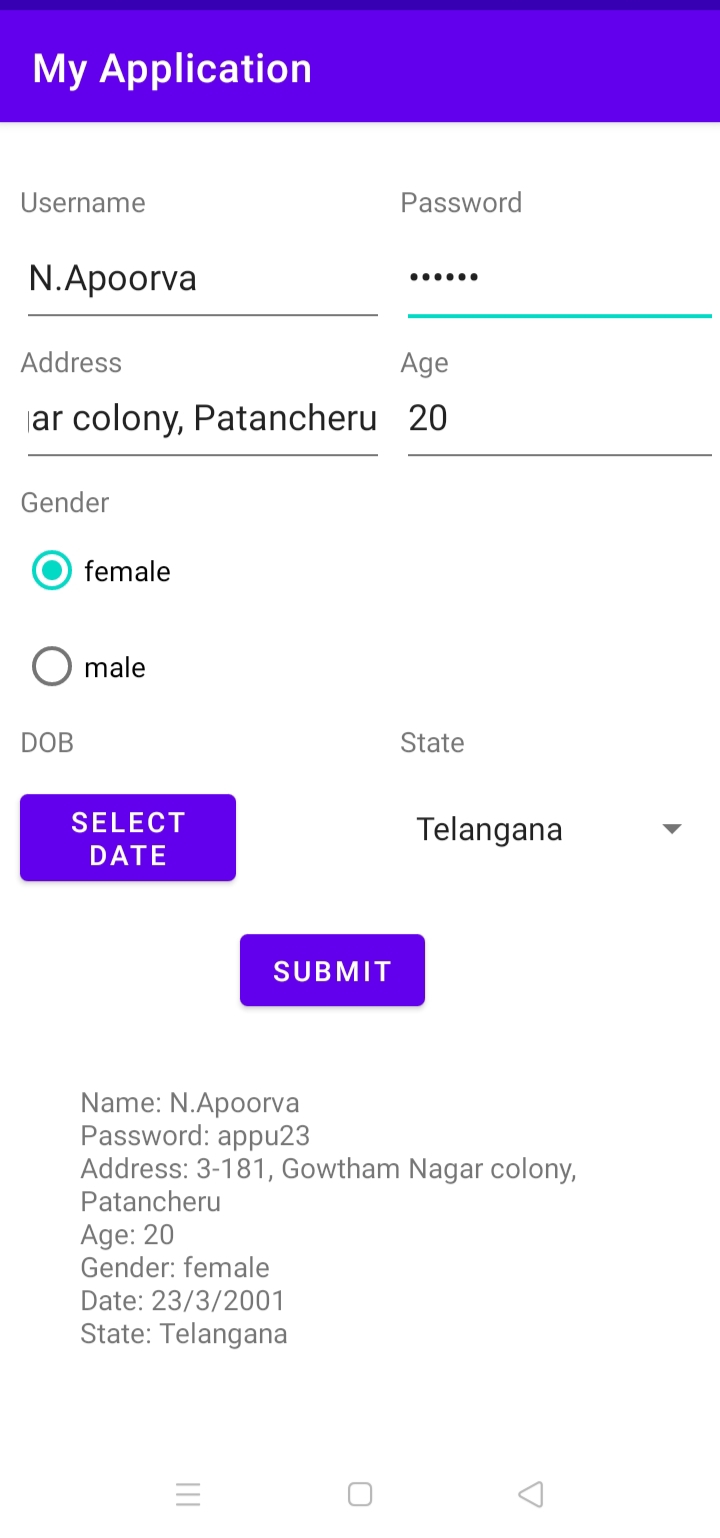 My Application
Username Password
N.Apoorva ••••••
Address Age
ar colony, Patancheru 20
Gender
female
male
DOB State
SELECT
DATE
Telangana
SUBMIT
Name: N.Apoorva
Password: appu23
Address: 3-181, Gowtham Nagar colony,
Patancheru
Age: 20
Gender: female
Date: 23/3/2001
State: Telangana